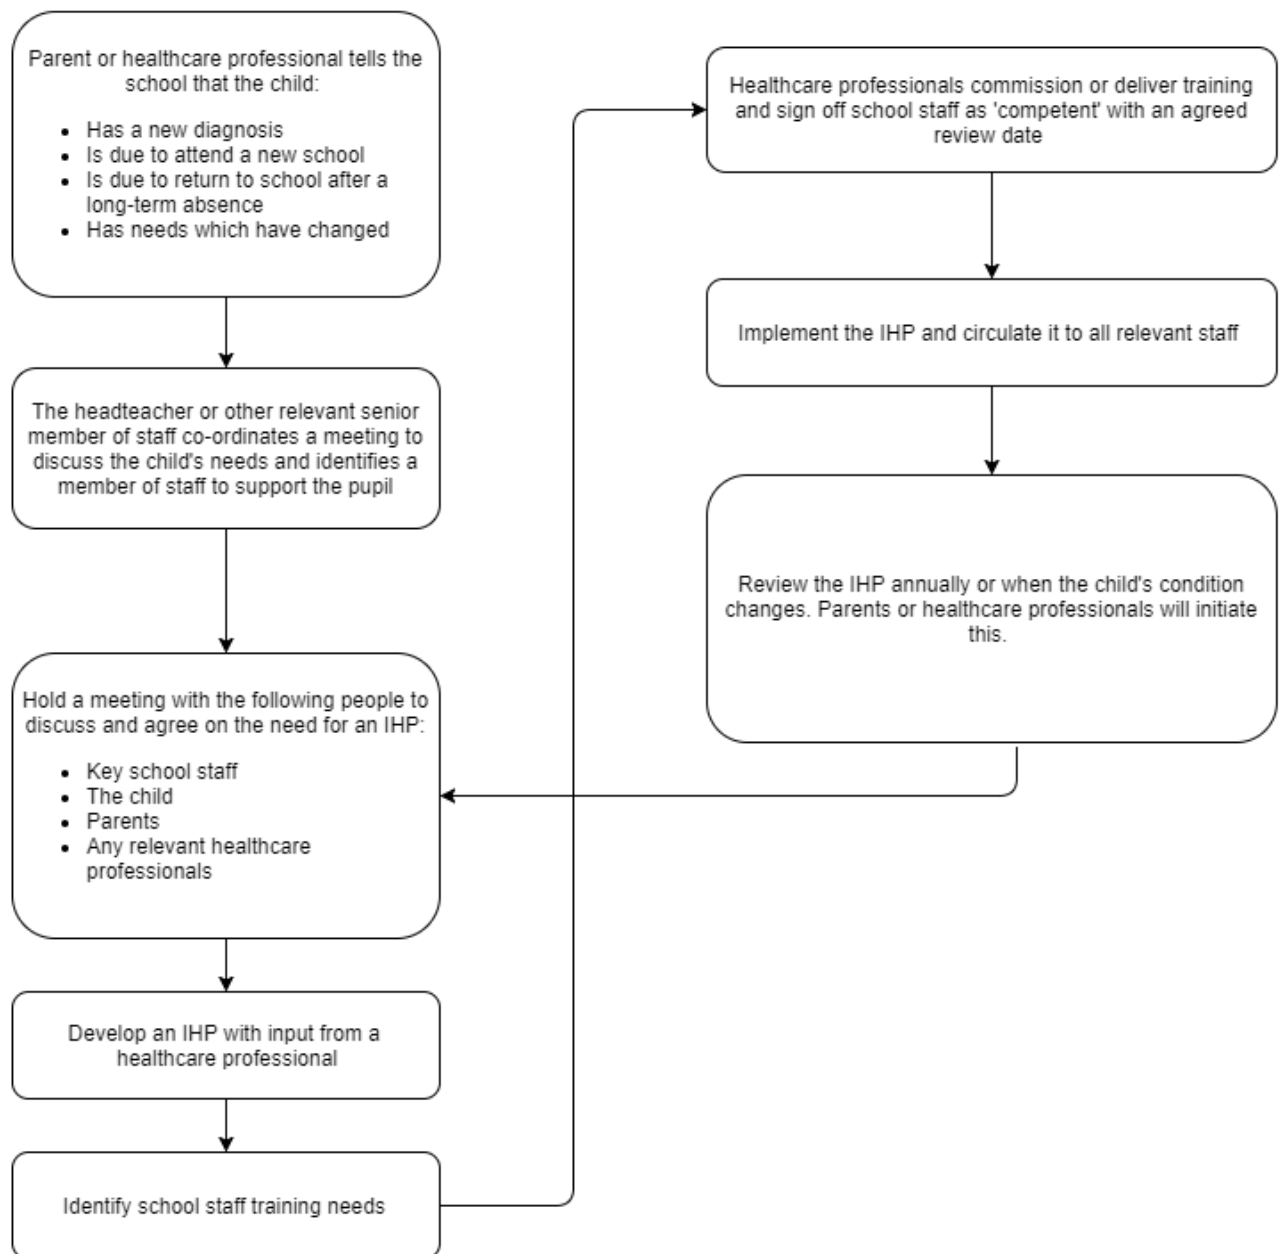 Parent or healthcare professional tells the
school that the child:
• Has a new diagnosis
• Is due to attend a new school
• Is due to return to school after a
long-term absence
• Has needs which have changed
The headteacher or other relevant senior
member of staff co-ordinates a meeting to
discuss the child's needs and identifies a
member of staff to support the pupil
Hold a meeting with the following people to
discuss and agree on the need for an IHP:
• Key school staff
• The child
• Parents
• Any relevant healthcare
professionals
Develop an IHP with input from a
healthcare professional
Identify school staff training needs
Healthcare professionals commission or deliver training
and sign off school staff as 'competent' with an agreed
review date
Implement the IHP and circulate it to all relevant staff
Review the IHP annually or when the child's condition
changes. Parents or healthcare professionals will initiate
this.